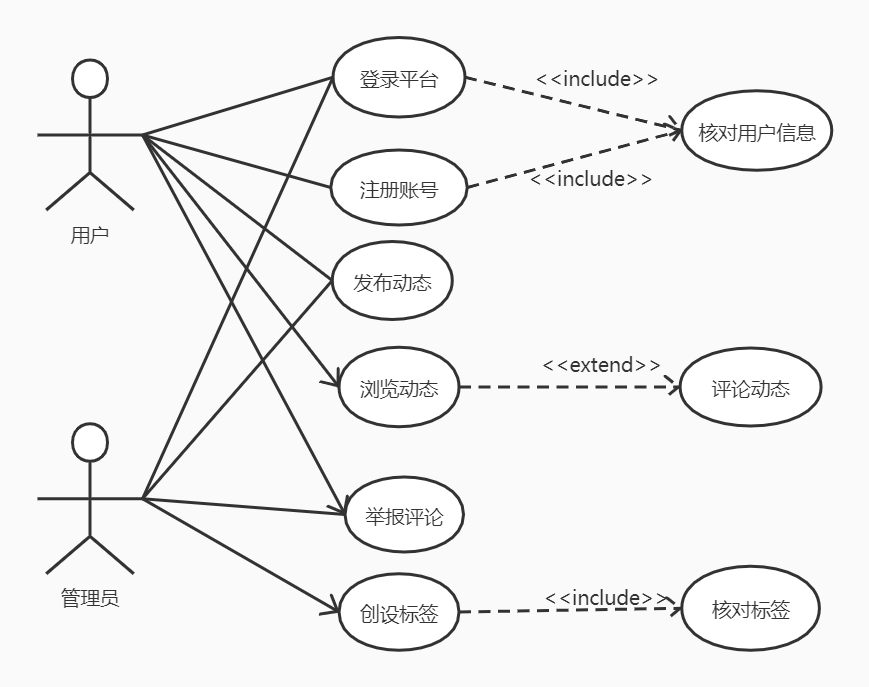 登录平台
<<include>>
核对用户信息
注册账号
<<include>>
用户
发布动态
浏览动态
<<extend>>
评论动态
举报评论
管理员
创设标签
<<include>>
核对标签